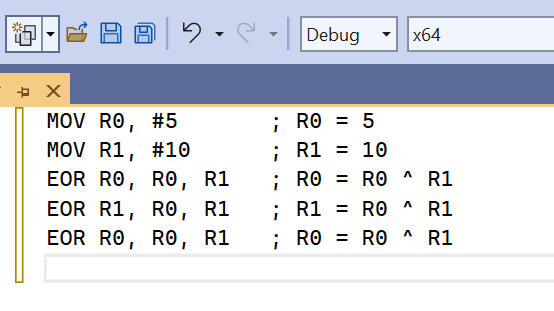 Debug x64
MOV R0, #5       ; R0 = 5
MOV R1, #10      ; R1 = 10
EOR R0, R0, R1   ; R0 = R0 ^ R1
EOR R1, R0, R1   ; R1 = R0 ^ R1
EOR R0, R0, R1   ; R0 = R0 ^ R1